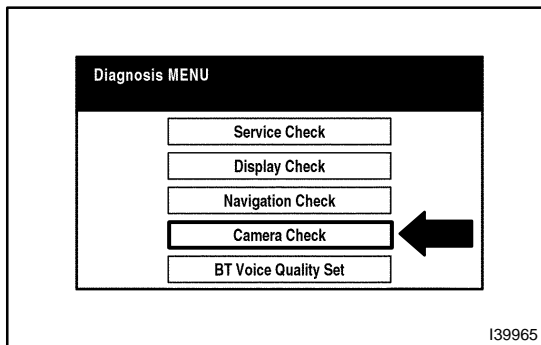 Diagnosis MENU
Service Check
Display Check
Navigation Check
Camera Check
BT Voice Quality Set
I39965